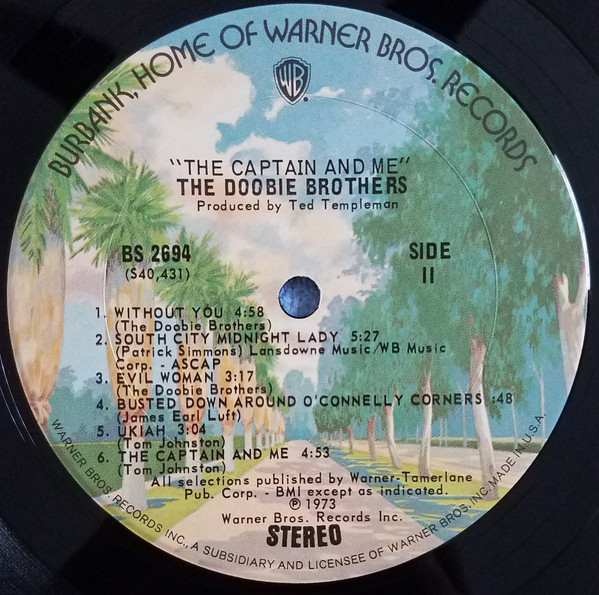 BURBANK, HOME OF WARNER BROS. RECORDS
WB
"THE CAPTAIN AND ME"
THE DOOBIE BROTHERS
Produced by Ted Templeman
BS 2694
(S40,431)
SIDE
II
1. WITHOUT YOU 4:58
(The Doobie Brothers)
2. SOUTH CITY MIDNIGHT LADY 5:27
(Patrick Simmons) Lansdowne Music/WB Music
Corp. - ASCAP
3. EVIL WOMAN 3:17
(The Doobie Brothers)
4. BUSTED DOWN AROUND O'CONNELLY CORNERS :48
(James Earl Luft)
5. UKIAH 3:04
(Tom Johnston)
6. THE CAPTAIN AND ME 4:53
(Tom Johnston)
All selections published by Warner-Tamerlane
Pub. Corp. - BMI except as indicated.
℗ 1973
Warner Bros. Records Inc.
STEREO
WARNER BROS. RECORDS INC., A SUBSIDIARY AND LICENSEE OF WARNER BROS. INC. MADE IN U.S.A.